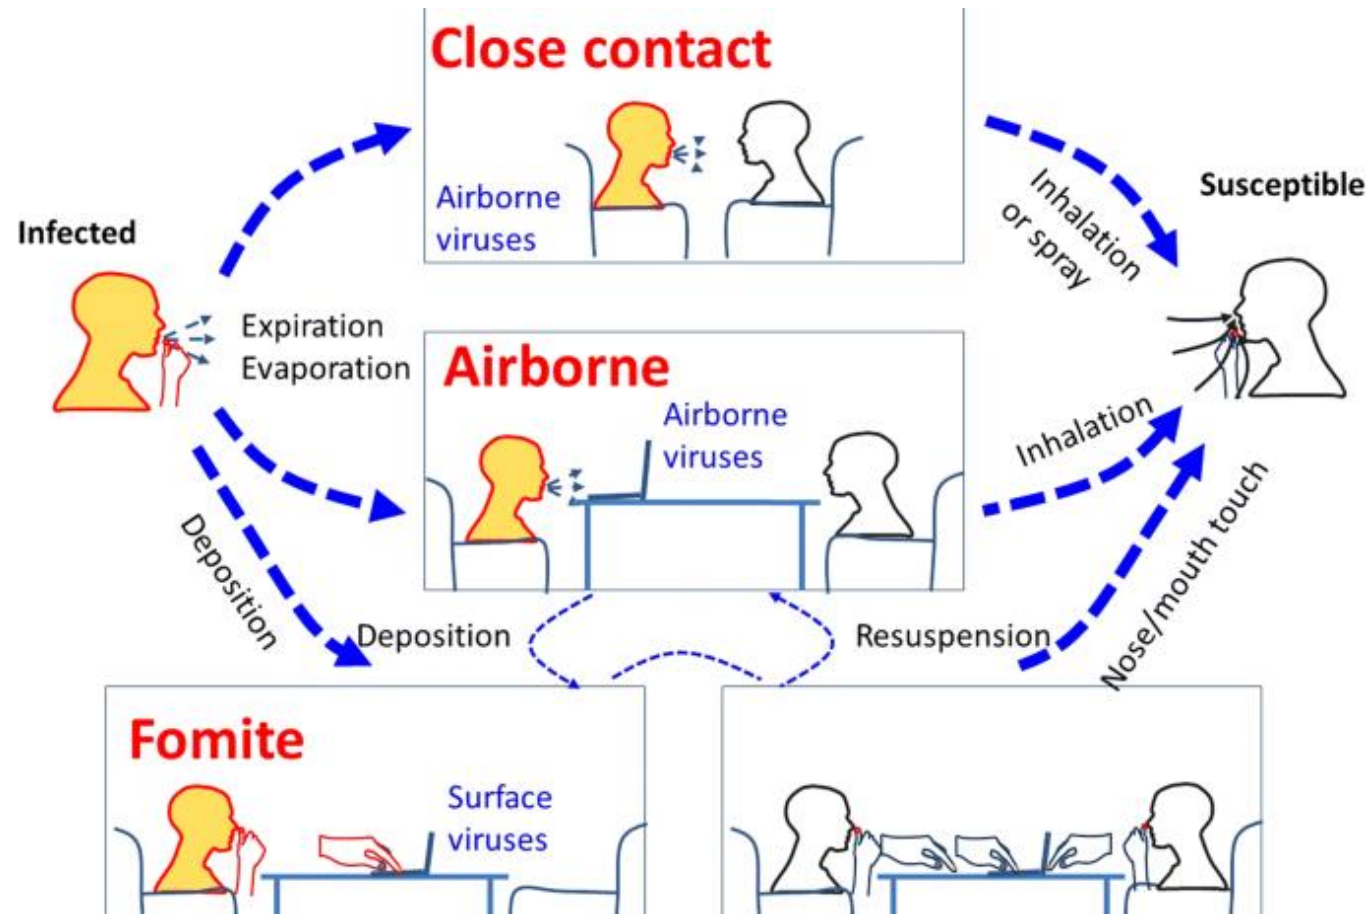 Close contact
Airborne
viruses
Inhalation
or spray
Susceptible
Infected
Expiration
Evaporation
Airborne
Airborne
viruses
Inhalation
Deposition
Deposition
Resuspension
Nose/mouth touch
Fomite
Surface
viruses